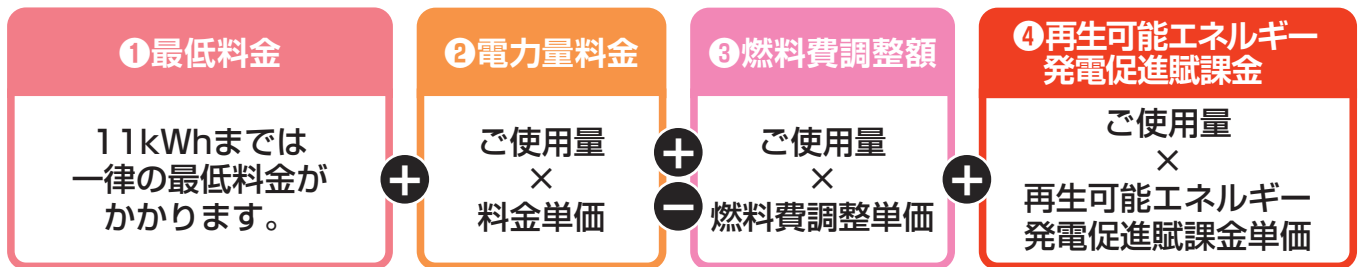 ❶最低料金
11kWhまでは
一律の最低料金が
かかります。
+
❷電力量料金
ご使用量
×
料金単価
+
−
❸燃料費調整額
ご使用量
×
燃料費調整単価
+
❹再生可能エネルギー
発電促進賦課金
ご使用量
×
再生可能エネルギー
発電促進賦課金単価